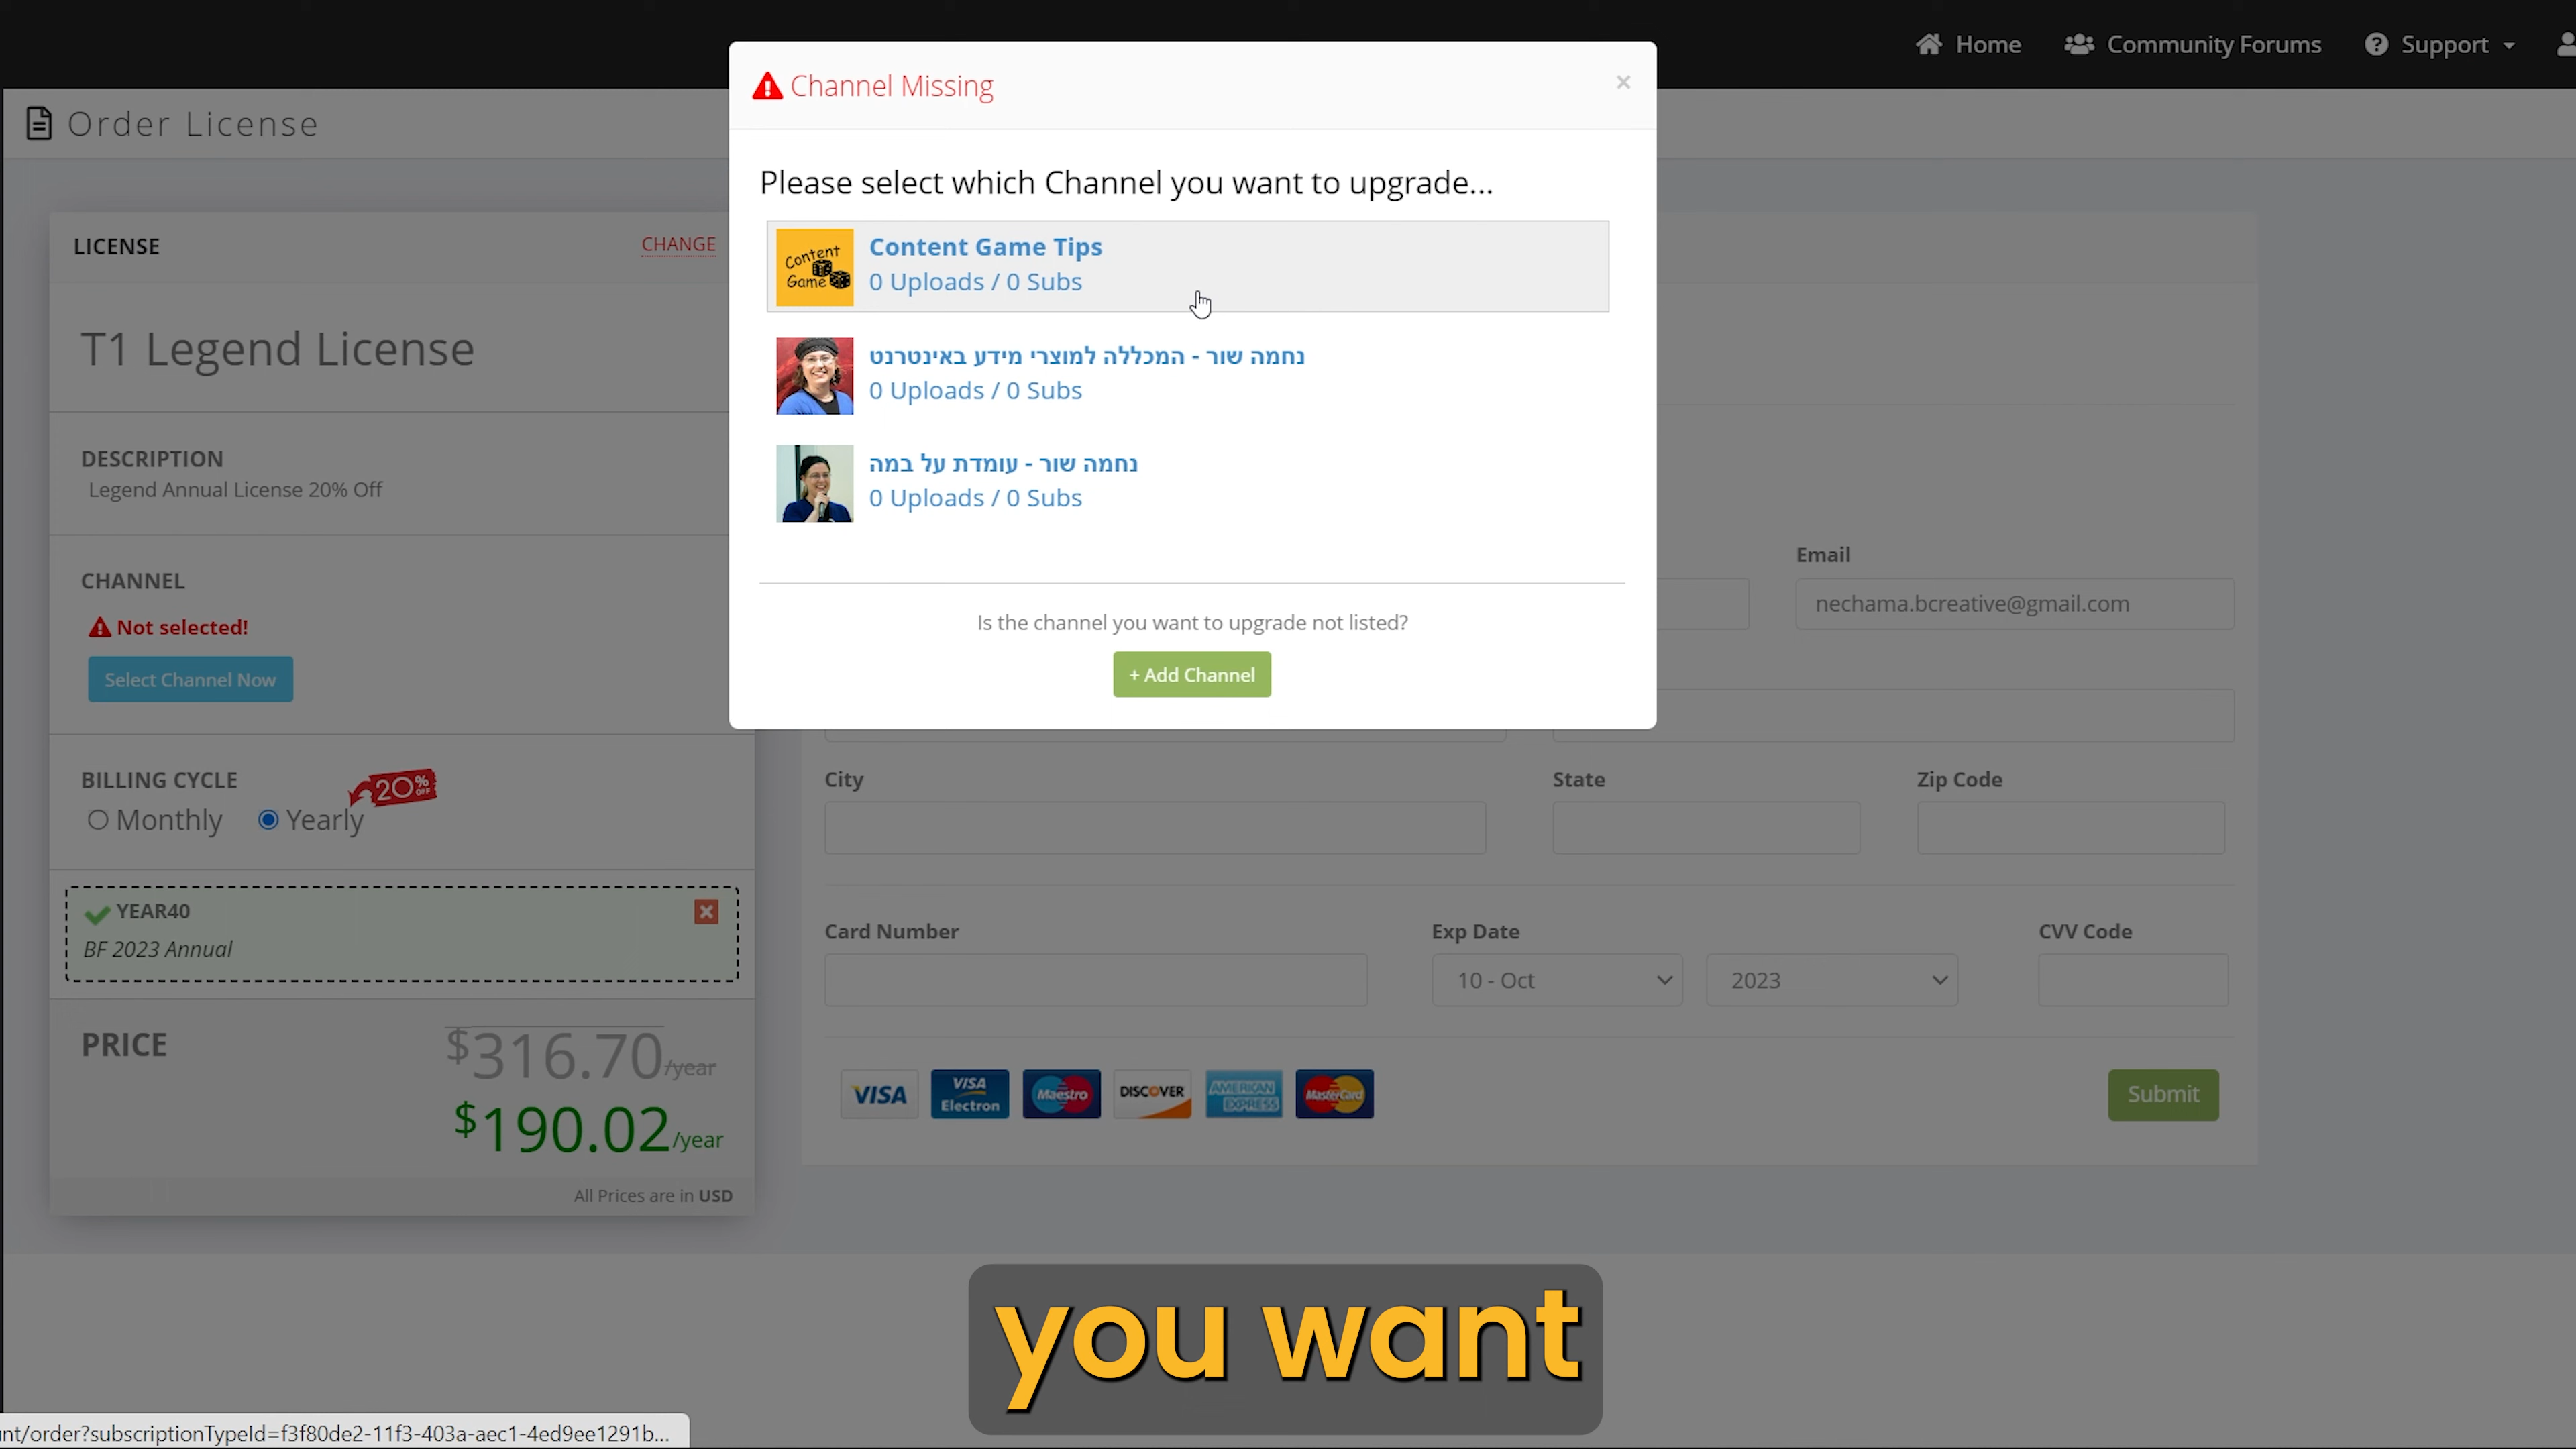 Home
Community Forums
Support
Order License
Channel Missing
×
Please select which Channel you want to upgrade...
Content Game
Content Game Tips
0 Uploads / 0 Subs
נחמה שור - המכללה למוצרי מידע באינטרנט
0 Uploads / 0 Subs
נחמה שור - עומדת על במה
0 Uploads / 0 Subs
Is the channel you want to upgrade not listed?
+ Add Channel
LICENSE
CHANGE
T1 Legend License
DESCRIPTION
Legend Annual License 20% Off
CHANNEL
Not selected!
Select Channel Now
BILLING CYCLE
20% OFF
Monthly
Yearly
YEAR40
BF 2023 Annual
PRICE
$316.70/year
$190.02/year
All Prices are in USD
Email
nechama.bcreative@gmail.com
City
State
Zip Code
Card Number
Exp Date
CVV Code
10 - Oct
2023
VISA
VISA Electron
Maestro
DISCOVER
AMERICAN EXPRESS
MasterCard
Submit
you want
nt/order?subscriptionTypeId=f3f80de2-11f3-403a-aec1-4ed9ee1291b...